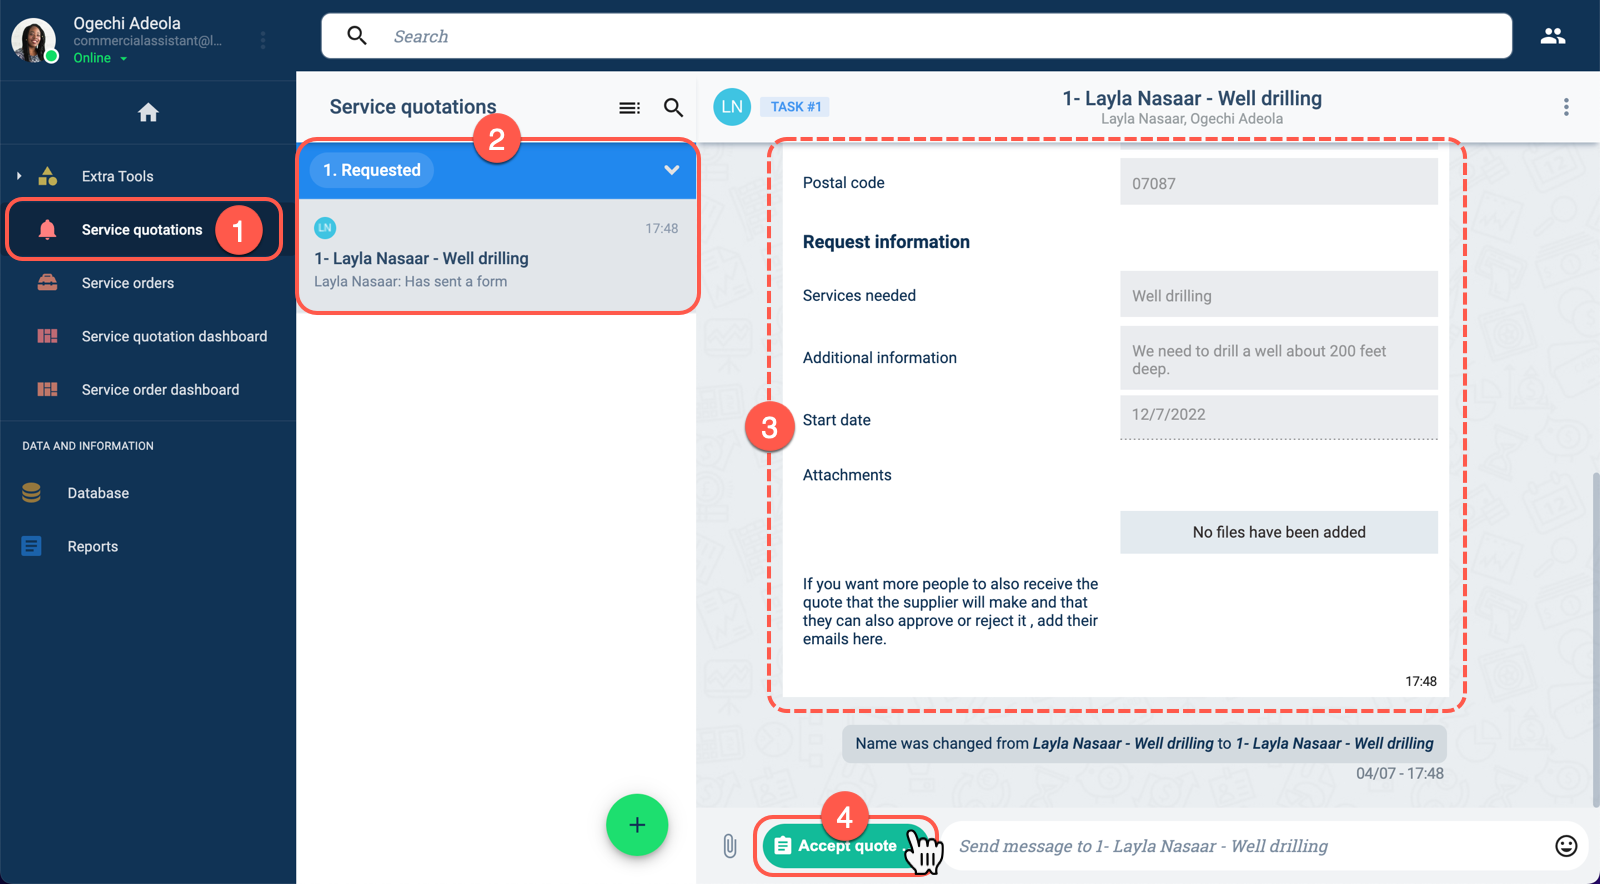 Ogechi Adeola
commercialassistant@l...
Online
Search
Extra Tools
Service quotations
1
Service orders
Service quotation dashboard
Service order dashboard
DATA AND INFORMATION
Database
Reports
Service quotations
2
1. Requested
LN
17:48
1- Layla Nasaar - Well drilling
Layla Nasaar: Has sent a form
+
LN
TASK #1
1- Layla Nasaar - Well drilling
Layla Nasaar, Ogechi Adeola
Postal code
07087
Request information
Services needed
Well drilling
Additional information
We need to drill a well about 200 feet
deep.
3
Start date
12/7/2022
Attachments
No files have been added
If you want more people to also receive the
quote that the supplier will make and that
they can also approve or reject it , add their
emails here.
17:48
Name was changed from Layla Nasaar - Well drilling to 1- Layla Nasaar - Well drilling
04/07 - 17:48
4
Accept quote
Send message to 1- Layla Nasaar - Well drilling